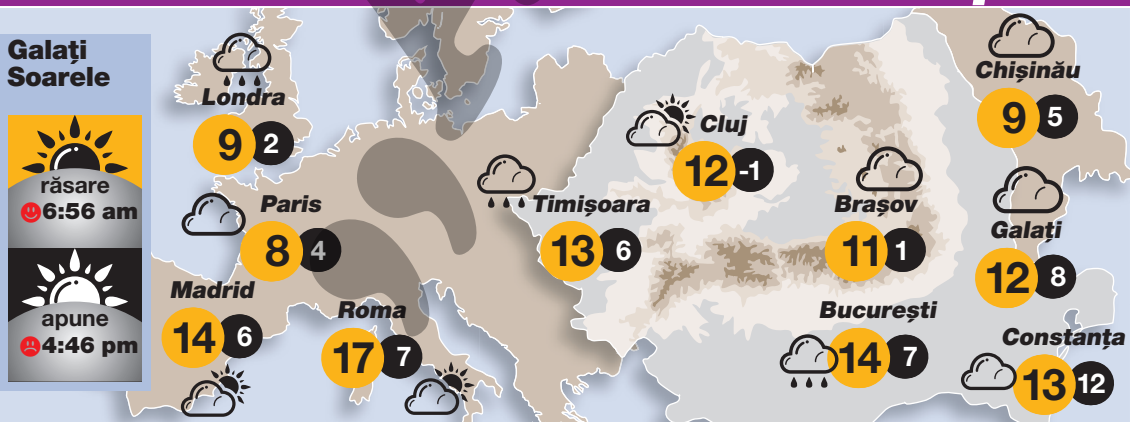 Galați
Soarele
răsare
6:56 am
apune
4:46 pm
Londra
9 2
Paris
8 4
Madrid
14 6
Roma
17 7
Timișoara
13 6
Cluj
12 -1
Brașov
11 1
București
14 7
Chișinău
9 5
Galați
12 8
Constanța
13 12